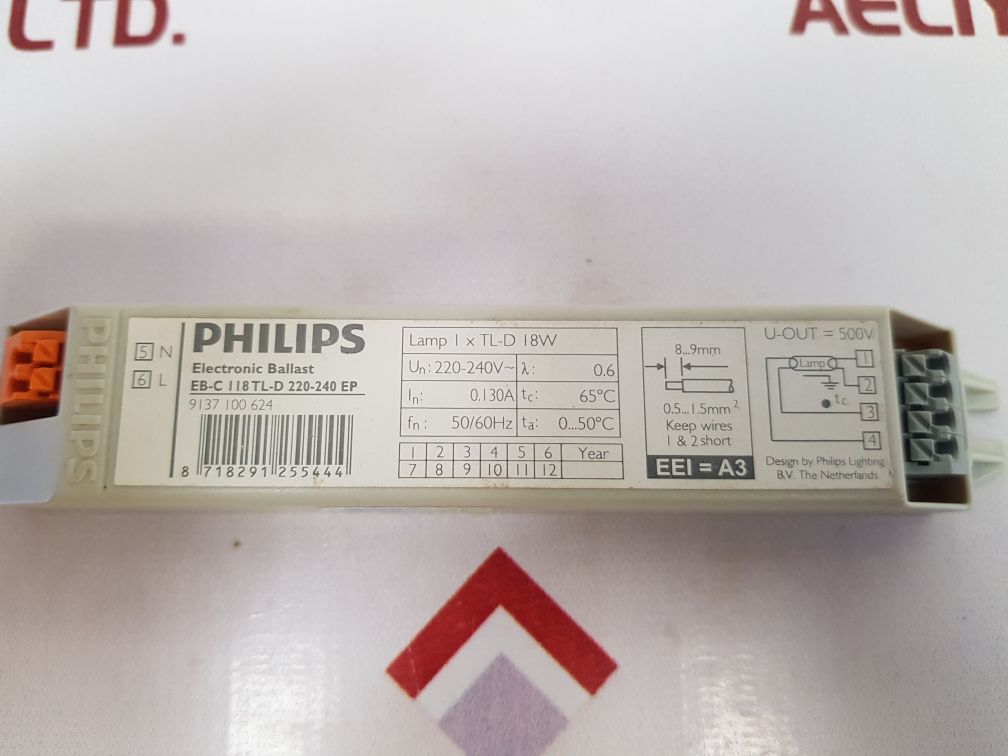 LTD.
AELIY
PHILIPS
5 N
6 L
PHILIPS
Electronic Ballast
EB-C 118 TL-D 220-240 EP
9137 100 624
8 718291 255444
Lamp 1 x TL-D 18W
Un: 220-240V~ λ: 0.6
In: 0.130A tc: 65°C
fn: 50/60Hz ta: 0...50°C
1 2 3 4 5 6 Year
7 8 9 10 11 12
8...9mm
0.5...1.5mm²
Keep wires
1 & 2 short
EEI = A3
U-OUT = 500V
Lamp
1
2
tc
3
4
Design by Philips Lighting
B.V. The Netherlands